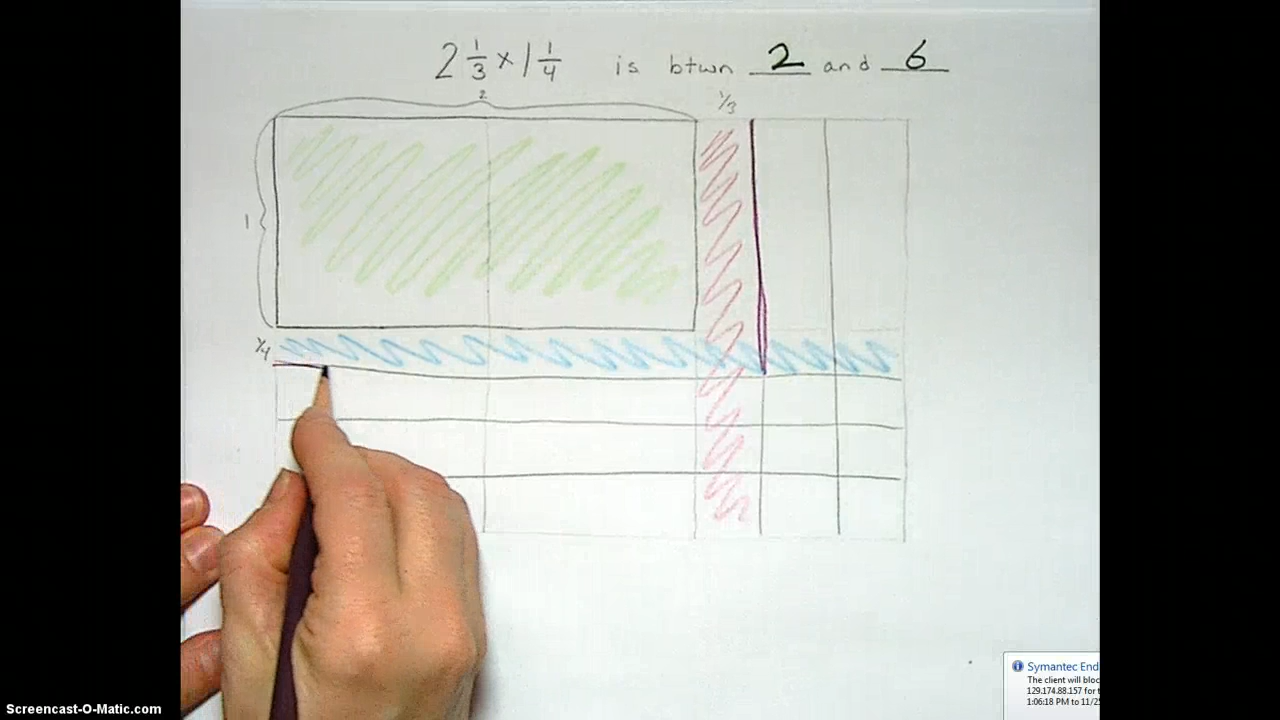 2 1/3 × 1 1/4 is btwn 2 and 6
2
1/3
1
1/4
Symantec End
The client will bloc
129.174.88.157 for t
1:06:18 PM to 11/25
Screencast-O-Matic.com